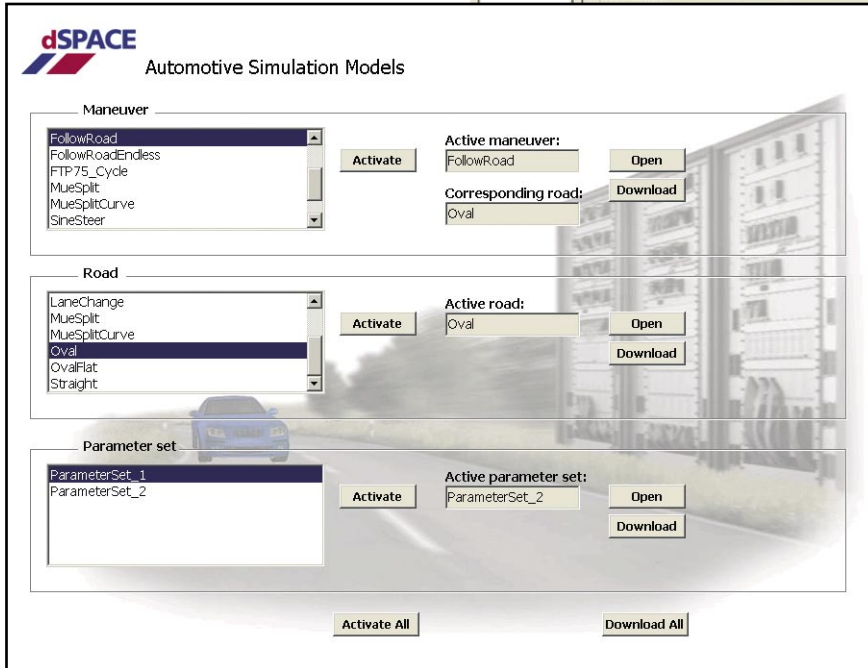 dSPACE
Automotive Simulation Models
Maneuver
FollowRoad
FollowRoadEndless
FTP75_Cycle
MueSplit
MueSplitCurve
SineSteer
Activate
Active maneuver:
FollowRoad
Corresponding road:
Oval
Open
Download
Road
LaneChange
MueSplit
MueSplitCurve
Oval
OvalFlat
Straight
Activate
Active road:
Oval
Open
Download
Parameter set
ParameterSet_1
ParameterSet_2
Activate
Active parameter set:
ParameterSet_2
Open
Download
Activate All
Download All